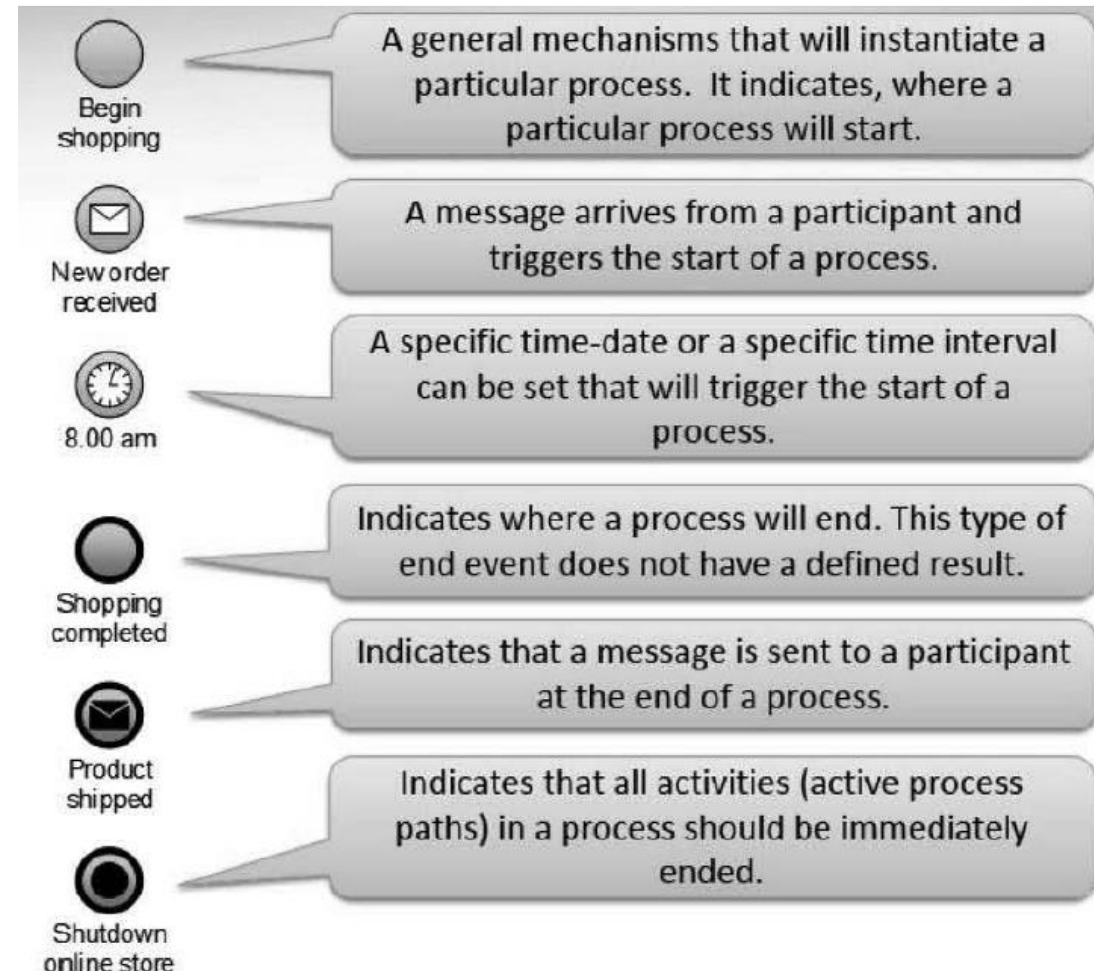 Begin
shopping
A general mechanisms that will instantiate a
particular process. It indicates, where a
particular process will start.
New order
received
A message arrives from a participant and
triggers the start of a process.
8.00 am
A specific time-date or a specific time interval
can be set that will trigger the start of a
process.
Shopping
completed
Indicates where a process will end. This type of
end event does not have a defined result.
Product
shipped
Indicates that a message is sent to a participant
at the end of a process.
Shutdown
online store
Indicates that all activities (active process
paths) in a process should be immediately
ended.